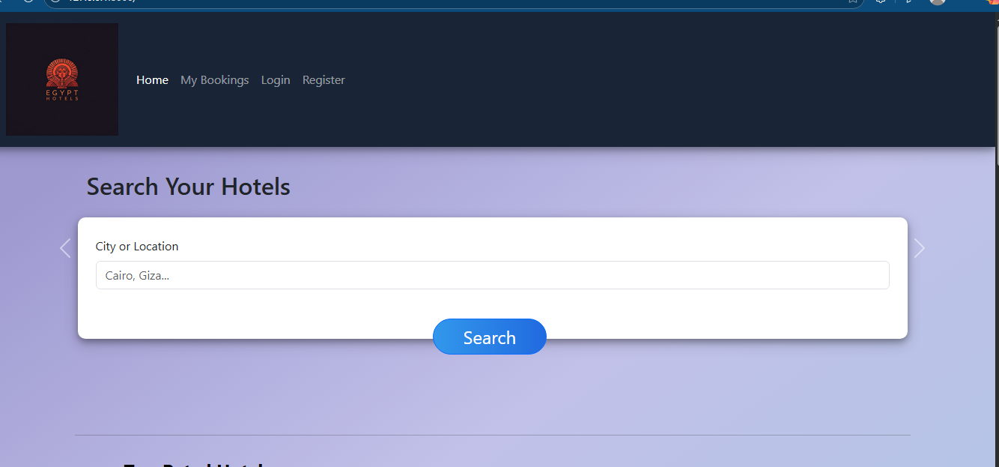 EGYPT
HOTELS
Home My Bookings Login Register
Search Your Hotels
City or Location
Cairo, Giza...
Search